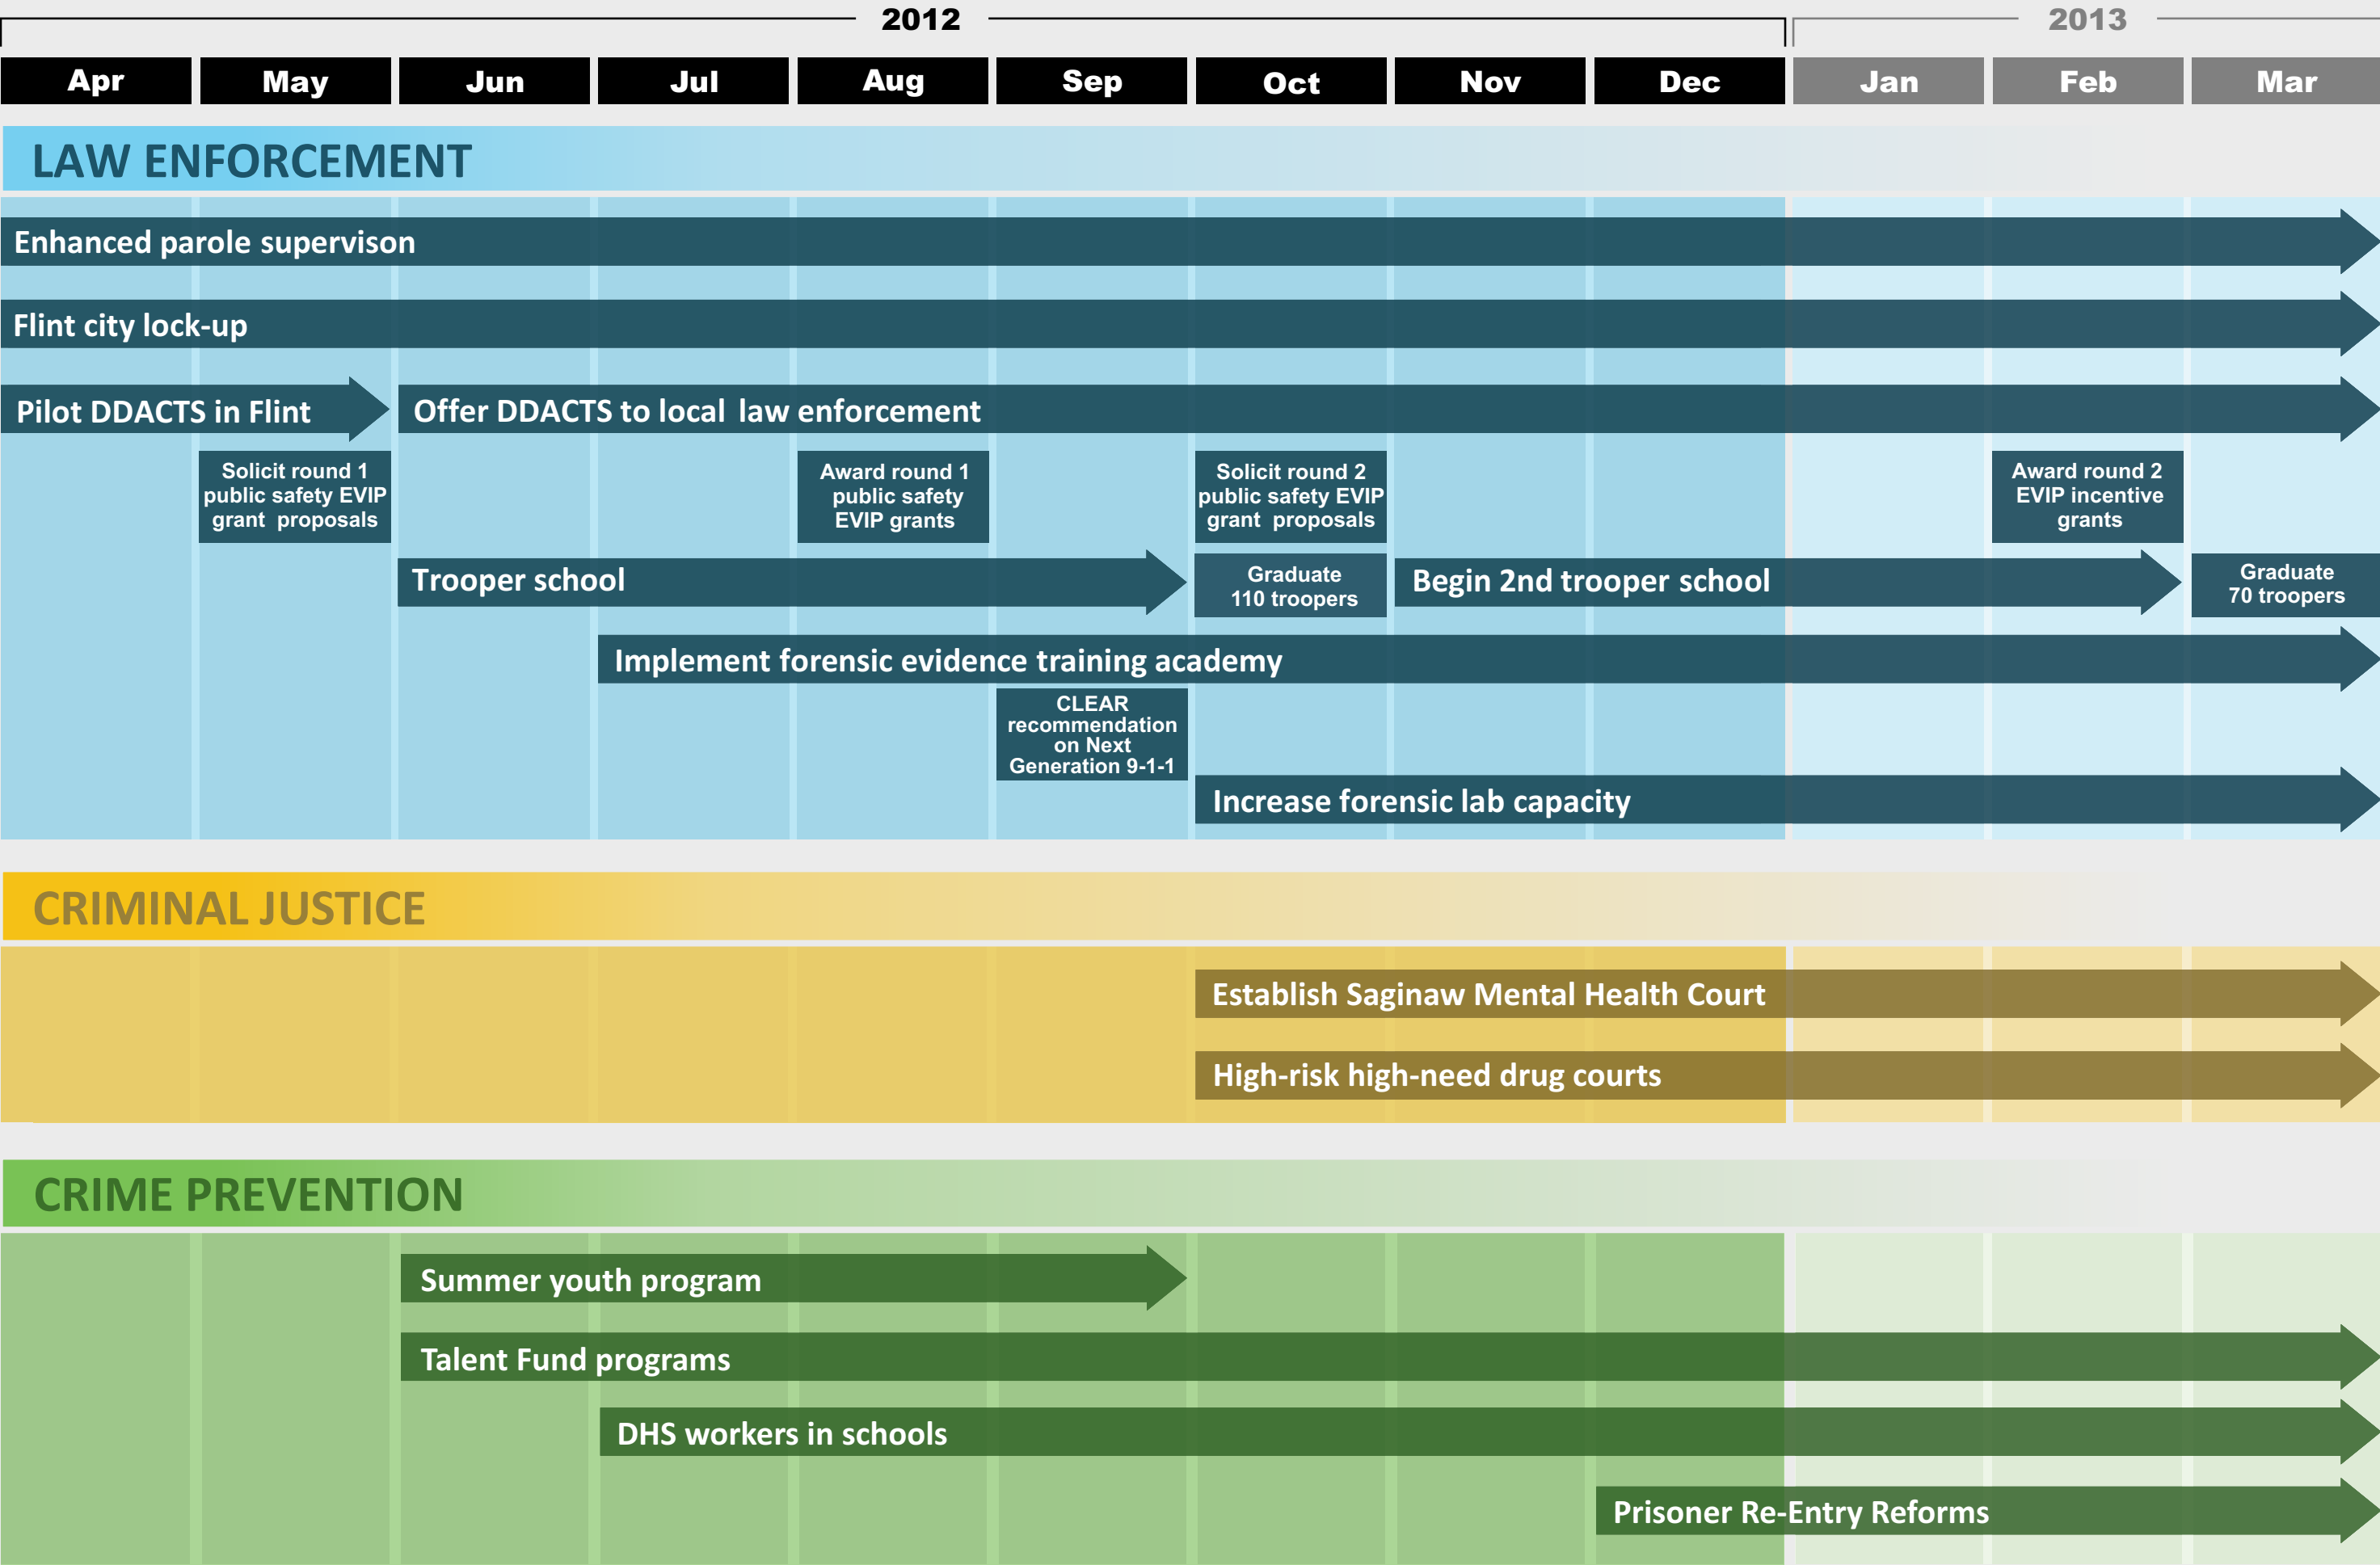 2012
2013
Apr
May
Jun
Jul
Aug
Sep
Oct
Nov
Dec
Jan
Feb
Mar
LAW ENFORCEMENT
Enhanced parole supervison
Flint city lock-up
Pilot DDACTS in Flint
Offer DDACTS to local law enforcement
Solicit round 1
public safety EVIP
grant proposals
Award round 1
public safety
EVIP grants
Solicit round 2
public safety EVIP
grant proposals
Award round 2
EVIP incentive
grants
Trooper school
Graduate
110 troopers
Begin 2nd trooper school
Graduate
70 troopers
Implement forensic evidence training academy
CLEAR
recommendation
on Next
Generation 9-1-1
Increase forensic lab capacity
CRIMINAL JUSTICE
Establish Saginaw Mental Health Court
High-risk high-need drug courts
CRIME PREVENTION
Summer youth program
Talent Fund programs
DHS workers in schools
Prisoner Re-Entry Reforms